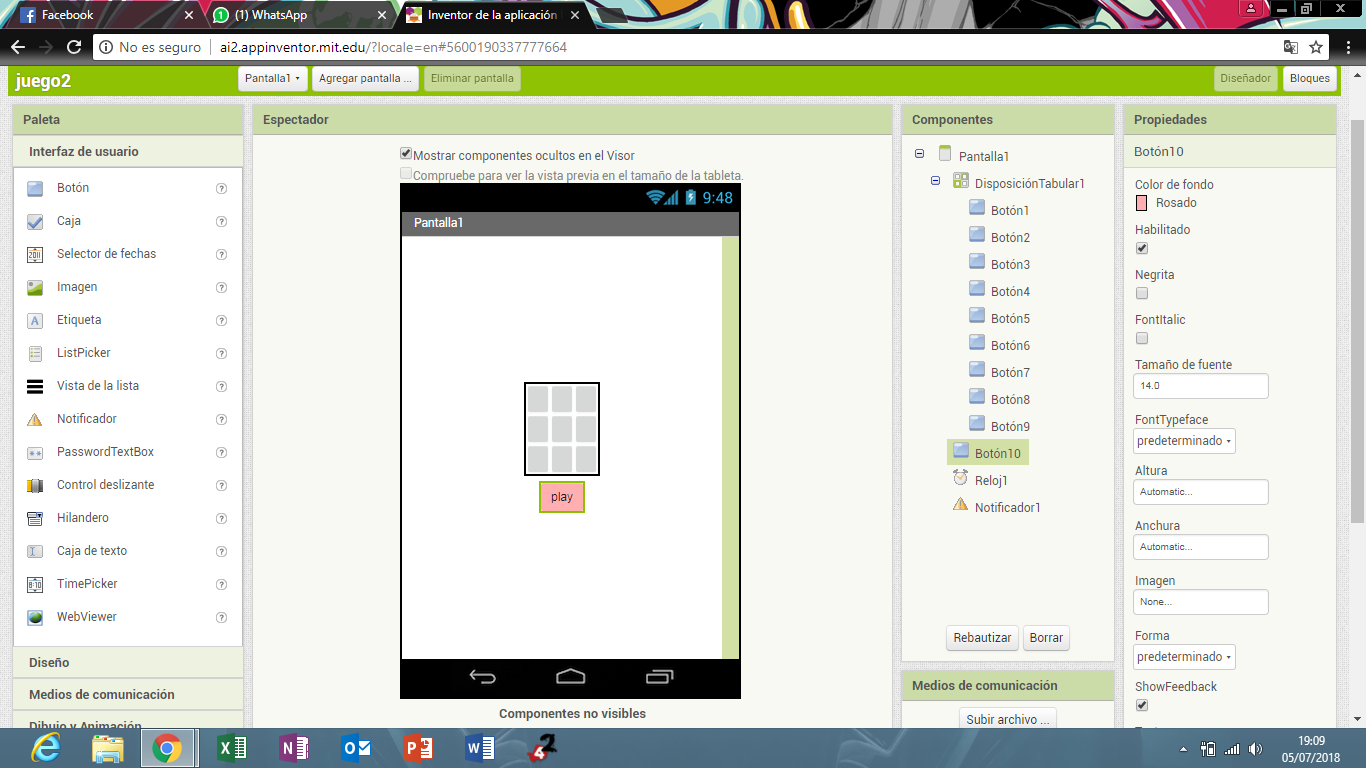 Facebook
(1) WhatsApp
Inventor de la aplicación
No es seguro
ai2.appinventor.mit.edu/?locale=en#5600190337777664
juego2
Pantalla1
Agregar pantalla ...
Eliminar pantalla
Diseñador
Bloques
Paleta
Interfaz de usuario
Botón
Caja
Selector de fechas
Imagen
Etiqueta
ListPicker
Vista de la lista
Notificador
PasswordTextBox
Control deslizante
Hilandero
Caja de texto
TimePicker
WebViewer
Diseño
Medios de comunicación
Dibujo y Animación
Espectador
Mostrar componentes ocultos en el Visor
Compruebe para ver la vista previa en el tamaño de la tableta.
9:48
Pantalla1
play
Componentes no visibles
Componentes
Pantalla1
DisposiciónTabular1
Botón1
Botón2
Botón3
Botón4
Botón5
Botón6
Botón7
Botón8
Botón9
Botón10
Reloj1
Notificador1
Rebautizar
Borrar
Medios de comunicación
Subir archivo ...
Propiedades
Botón10
Color de fondo
Rosado
Habilitado
Negrita
FontItalic
Tamaño de fuente
14.0
FontTypeface
predeterminado
Altura
Automatic...
Anchura
Automatic...
Imagen
None...
Forma
predeterminado
ShowFeedback
19:09
05/07/2018